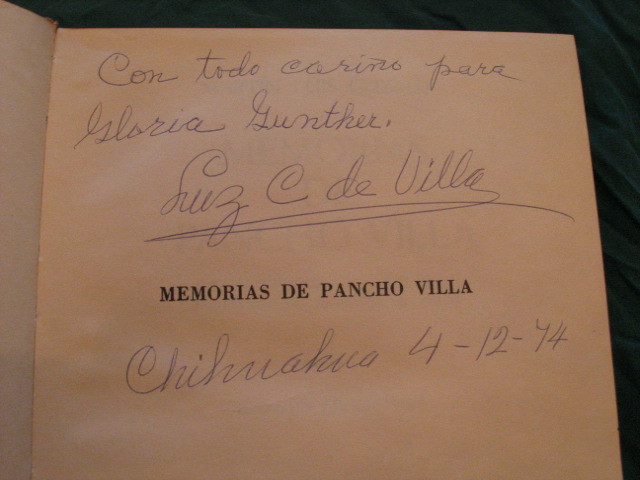 Con todo cariño para
Gloria Gunther.
Luz C de Villa
MEMORIAS DE PANCHO VILLA
Chihuahua 4-12-74